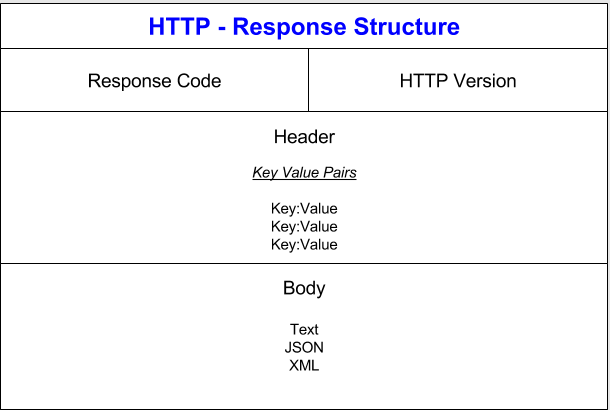 HTTP - Response Structure
Response Code
HTTP Version
Header
Key Value Pairs
Key:Value
Key:Value
Key:Value
Body
Text
JSON
XML